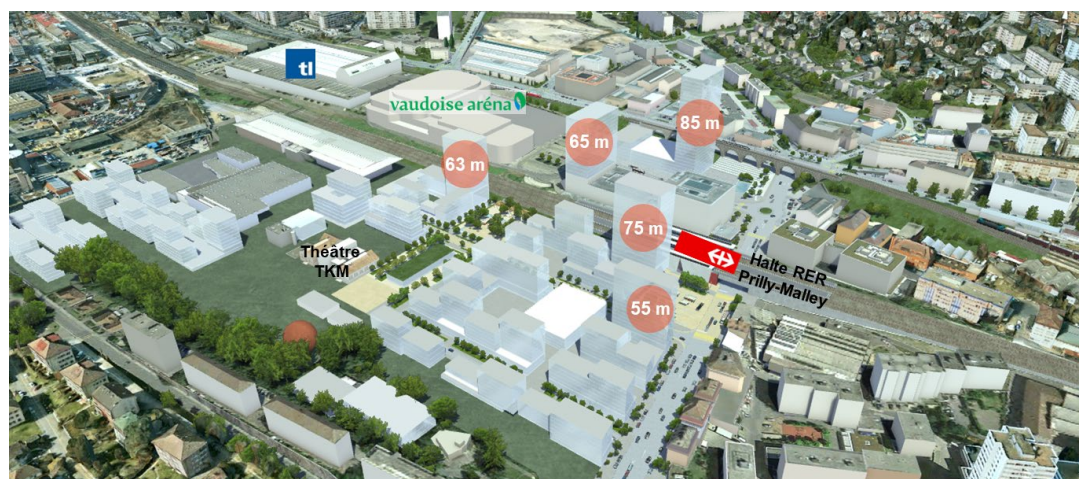 tl
vaudoise aréna
85 m
65 m
63 m
75 m
Théâtre
TKM
Halte RER
Prilly-Malley
55 m